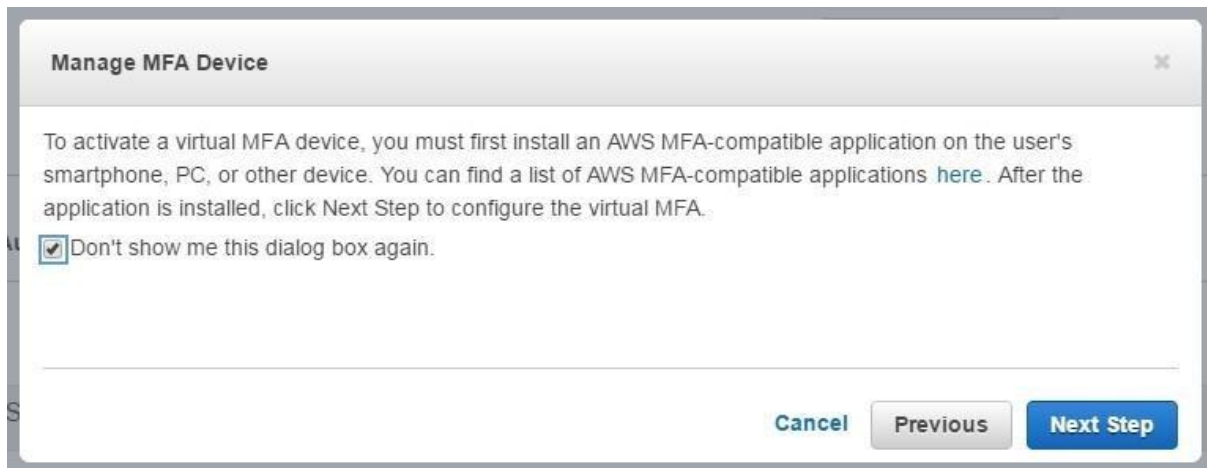 Manage MFA Device
To activate a virtual MFA device, you must first install an AWS MFA-compatible application on the user's
smartphone, PC, or other device. You can find a list of AWS MFA-compatible applications here. After the
application is installed, click Next Step to configure the virtual MFA.
Don't show me this dialog box again.
Cancel Previous Next Step